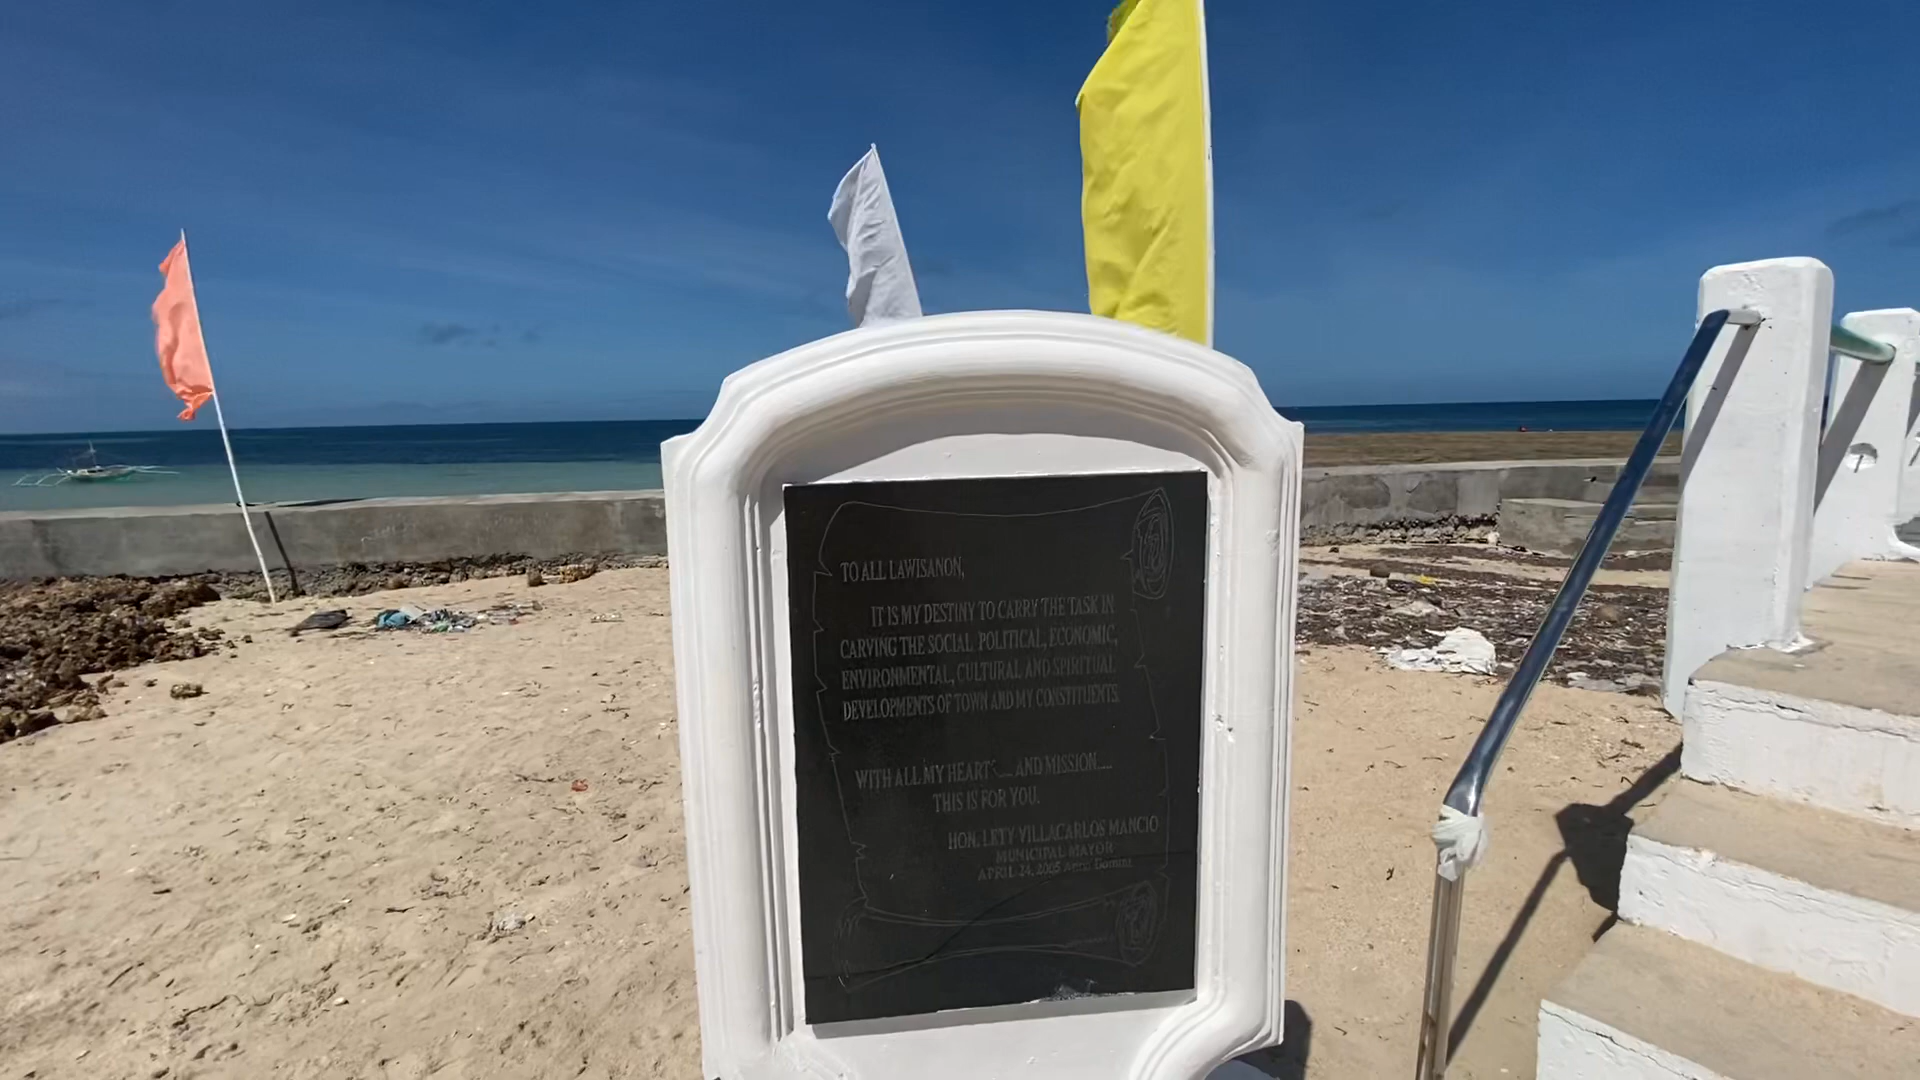 TO ALL LAWISANON,
IT IS MY DESTINY TO CARRY THE TASK IN
CARVING THE SOCIAL, POLITICAL, ECONOMIC,
ENVIRONMENTAL, CULTURAL AND SPIRITUAL
DEVELOPMENTS OF TOWN AND MY CONSTITUENTS.
WITH ALL MY HEART .... AND MISSION....
THIS IS FOR YOU.
HON. LETY VILLACARLOS MANCIO
MUNICIPAL MAYOR
APRIL 24, 2005 Anno Domini